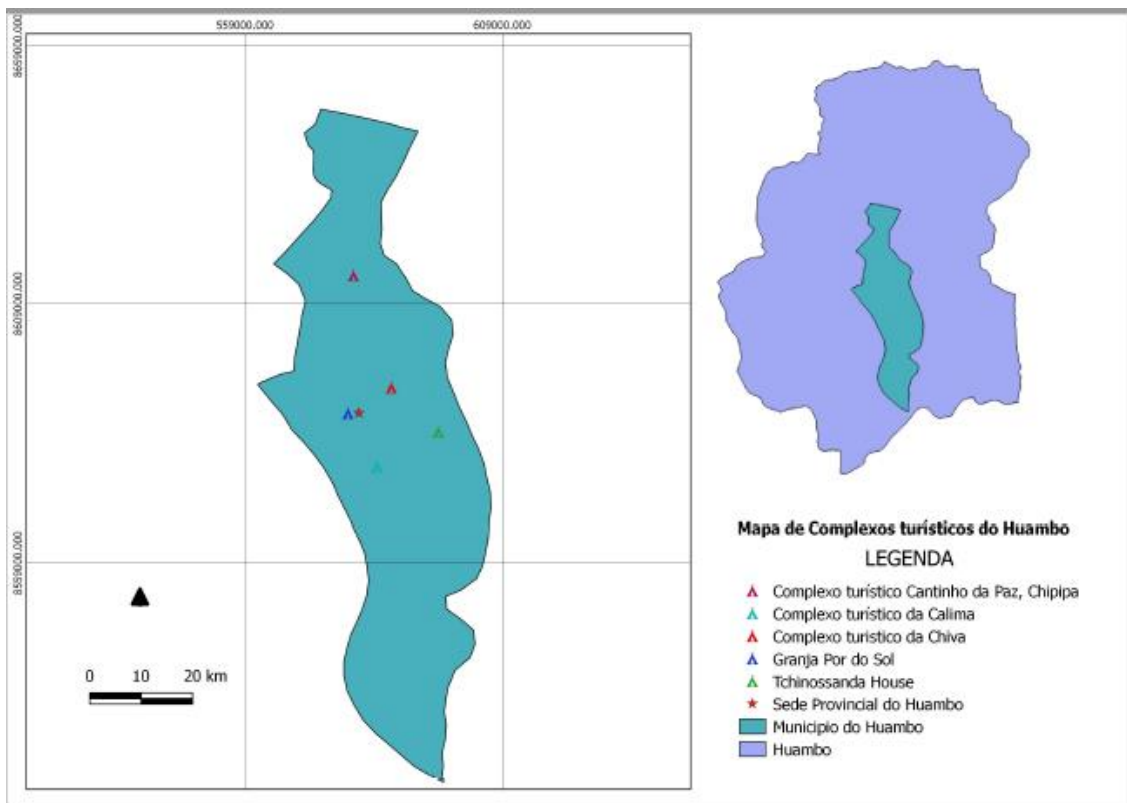 559000.000 609000.000
8659000.000
8609000.000
8559000.000
0 10 20 km
Mapa de Complexos turísticos do Huambo
LEGENDA
Complexo turístico Cantinho da Paz, Chipipa
Complexo turístico da Calima
Complexo turistico da Chiva
Granja Por do Sol
Tchinossanda House
Sede Provincial do Huambo
Municipio do Huambo
Huambo